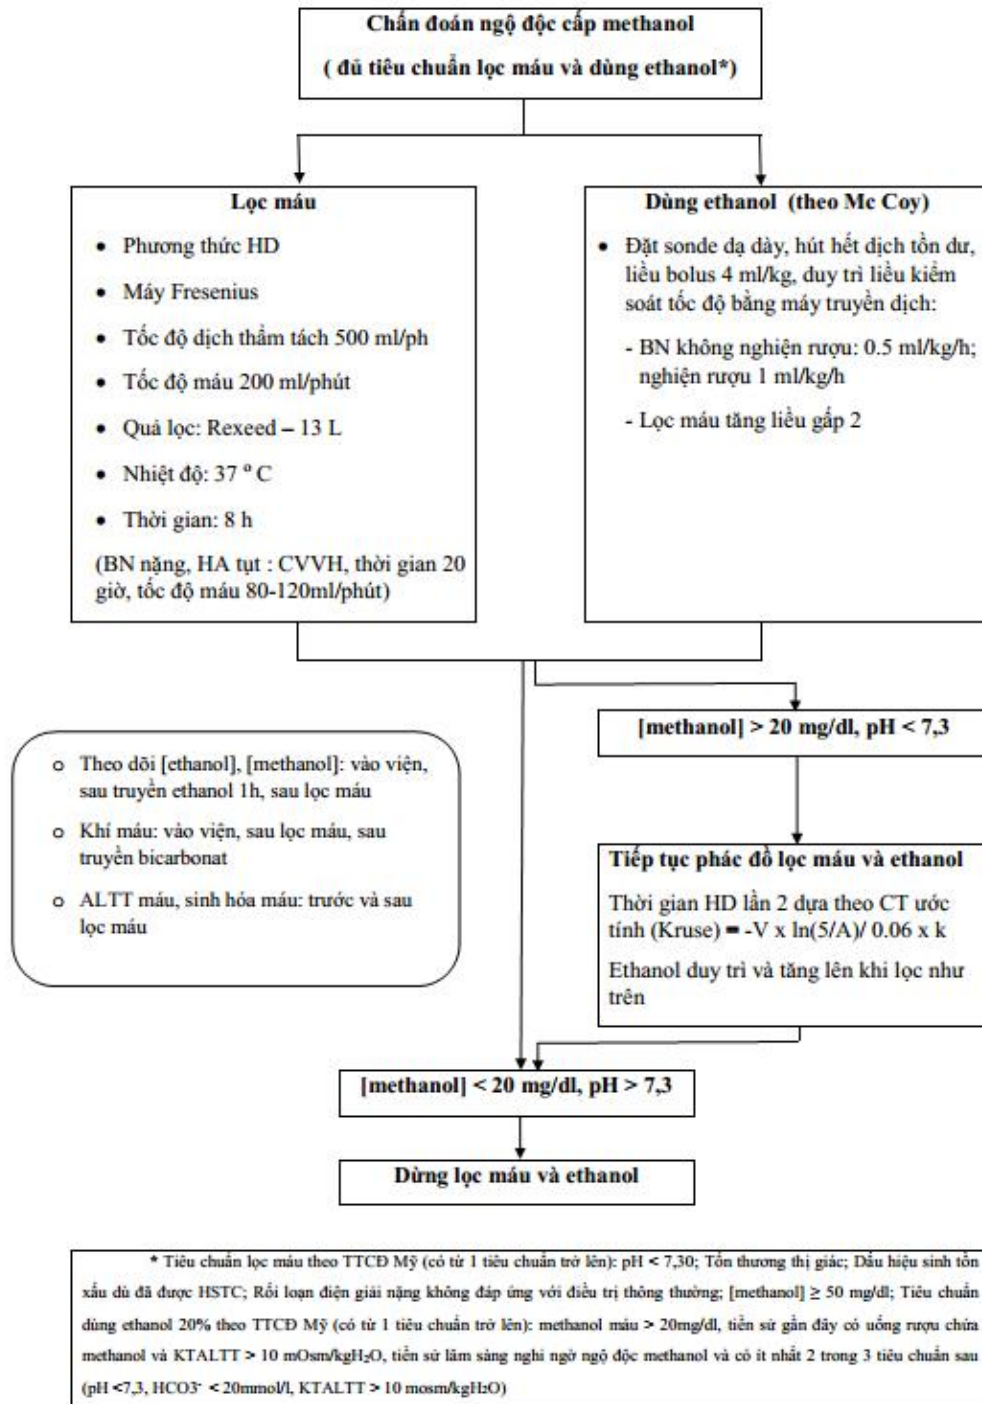 Chẩn đoán ngộ độc cấp methanol
( đủ tiêu chuẩn lọc máu và dùng ethanol*)
Lọc máu
• Phương thức HD
• Máy Fresenius
• Tốc độ dịch thẩm tách 500 ml/ph
• Tốc độ máu 200 ml/phút
• Quả lọc: Rexeed – 13 L
• Nhiệt độ: 37 ° C
• Thời gian: 8 h
(BN nặng, HA tụt : CVVH, thời gian 20
giờ, tốc độ máu 80-120ml/phút)
Dùng ethanol (theo Mc Coy)
• Đặt sonde dạ dày, hút hết dịch tồn dư,
liều bolus 4 ml/kg, duy trì liều kiểm
soát tốc độ bằng máy truyền dịch:
- BN không nghiện rượu: 0.5 ml/kg/h;
nghiện rượu 1 ml/kg/h
- Lọc máu tăng liều gấp 2
[methanol] > 20 mg/dl, pH < 7,3
o Theo dõi [ethanol], [methanol]: vào viện,
sau truyền ethanol 1h, sau lọc máu
o Khí máu: vào viện, sau lọc máu, sau
truyền bicarbonat
o ALTT máu, sinh hóa máu: trước và sau
lọc máu
Tiếp tục phác đồ lọc máu và ethanol
Thời gian HD lần 2 dựa theo CT ước
tính (Kruse) = -V x ln(5/A)/ 0.06 x k
Ethanol duy trì và tăng lên khi lọc như
trên
[methanol] < 20 mg/dl, pH > 7,3
Dừng lọc máu và ethanol
* Tiêu chuẩn lọc máu theo TTCĐ Mỹ (có từ 1 tiêu chuẩn trở lên): pH < 7,30; Tổn thương thị giác; Dấu hiệu sinh tồn
xấu dù đã được HSTC; Rối loạn điện giải nặng không đáp ứng với điều trị thông thường; [methanol] ≥ 50 mg/dl; Tiêu chuẩn
dùng ethanol 20% theo TTCĐ Mỹ (có từ 1 tiêu chuẩn trở lên): methanol máu > 20mg/dl, tiền sử gần đây có uống rượu chứa
methanol và KTALTT > 10 mOsm/kgH₂O, tiền sử lâm sàng nghi ngờ ngộ độc methanol và có ít nhất 2 trong 3 tiêu chuẩn sau
(pH <7,3, HCO3⁻ < 20mmol/l, KTALTT > 10 mosm/kgH₂O)